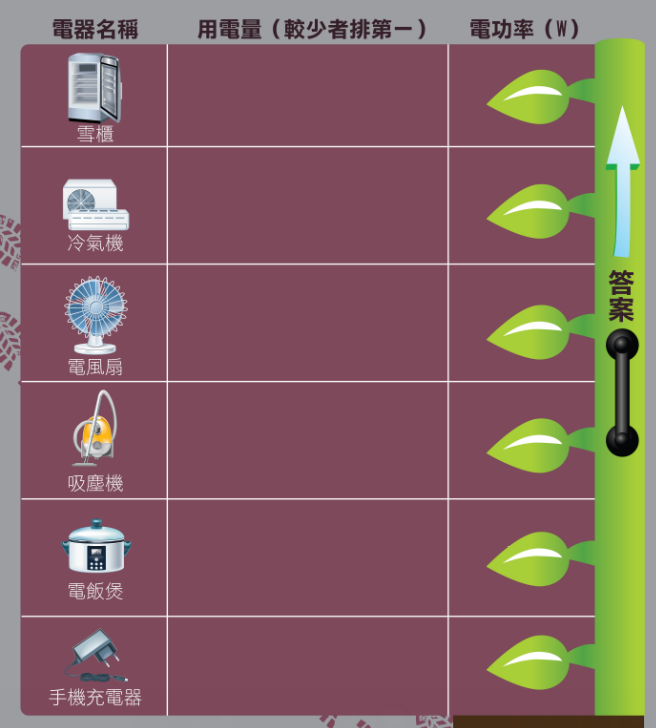 電器名稱 用電量（較少者排第一） 電功率（W）
雪櫃
冷氣機
答案
電風扇
吸塵機
電飯煲
手機充電器